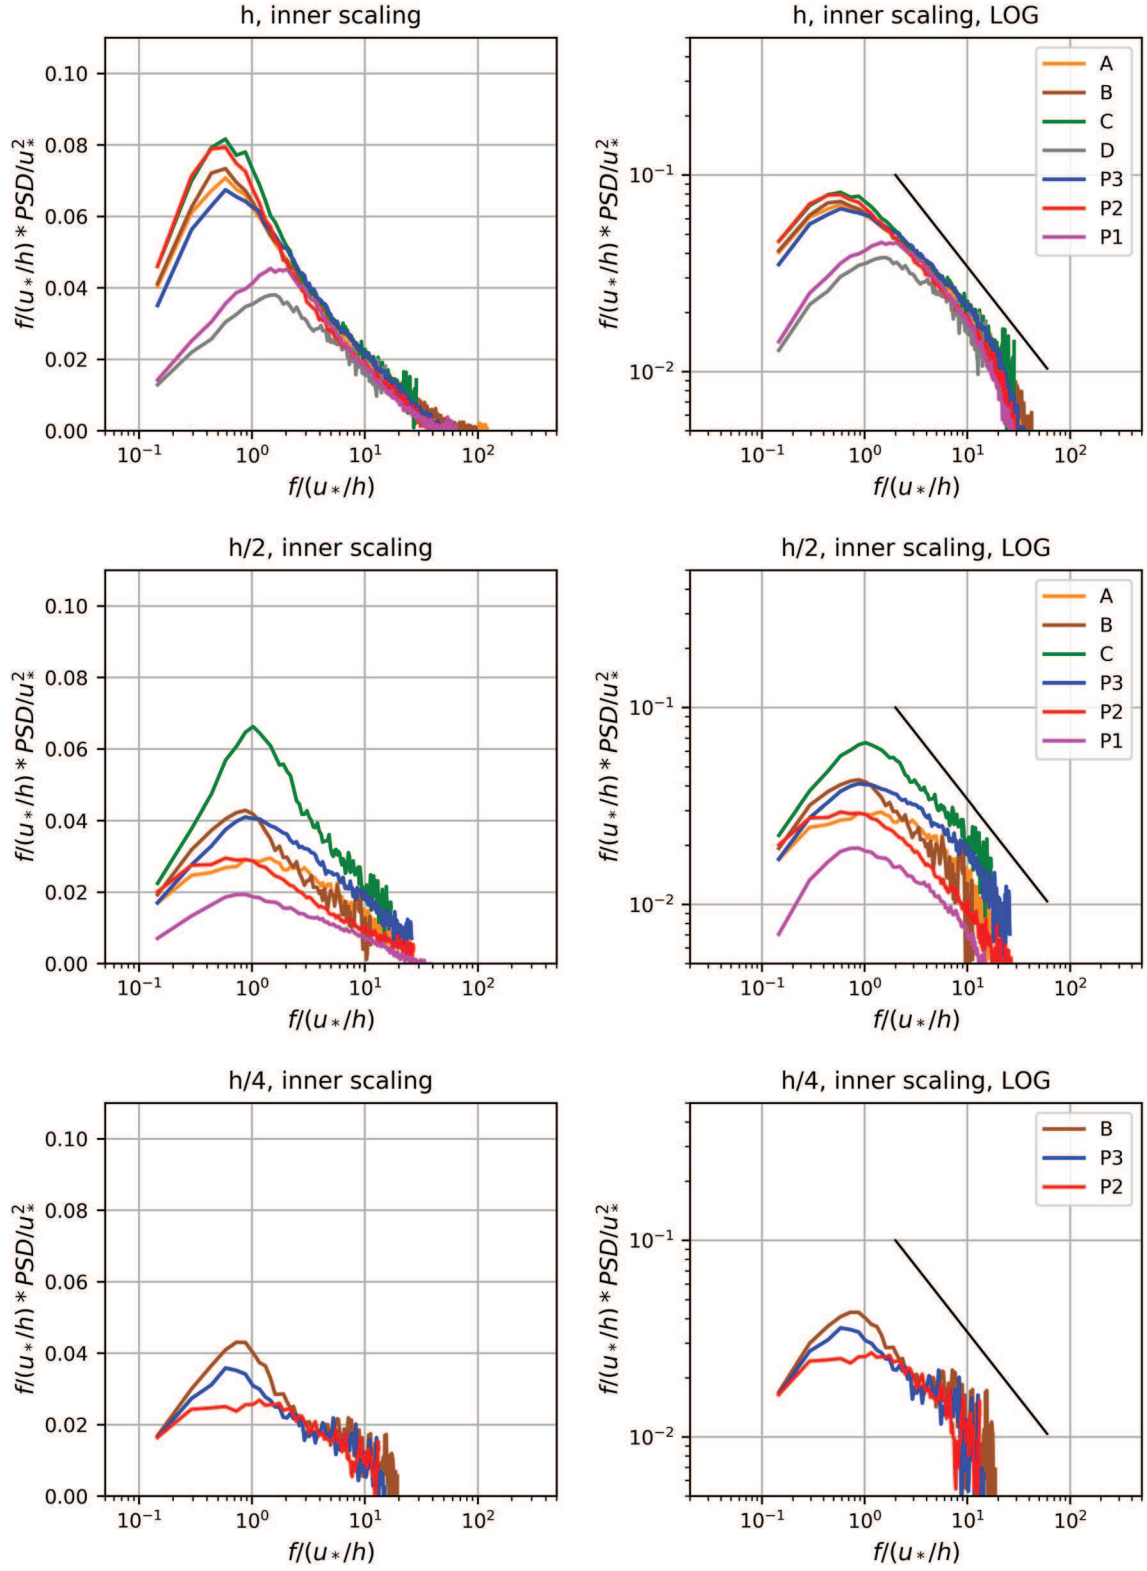 h, inner scaling
f/(u*/h) * PSD/u*²
0.10
0.08
0.06
0.04
0.02
0.00
10⁻¹ 10⁰ 10¹ 10²
f/(u*/h)
h, inner scaling, LOG
f/(u*/h) * PSD/u*²
10⁻¹
10⁻²
A
B
C
D
P3
P2
P1
10⁻¹ 10⁰ 10¹ 10²
f/(u*/h)
h/2, inner scaling
f/(u*/h) * PSD/u*²
0.10
0.08
0.06
0.04
0.02
0.00
10⁻¹ 10⁰ 10¹ 10²
f/(u*/h)
h/2, inner scaling, LOG
f/(u*/h) * PSD/u*²
10⁻¹
10⁻²
A
B
C
P3
P2
P1
10⁻¹ 10⁰ 10¹ 10²
f/(u*/h)
h/4, inner scaling
f/(u*/h) * PSD/u*²
0.10
0.08
0.06
0.04
0.02
0.00
10⁻¹ 10⁰ 10¹ 10²
f/(u*/h)
h/4, inner scaling, LOG
f/(u*/h) * PSD/u*²
10⁻¹
10⁻²
B
P3
P2
10⁻¹ 10⁰ 10¹ 10²
f/(u*/h)